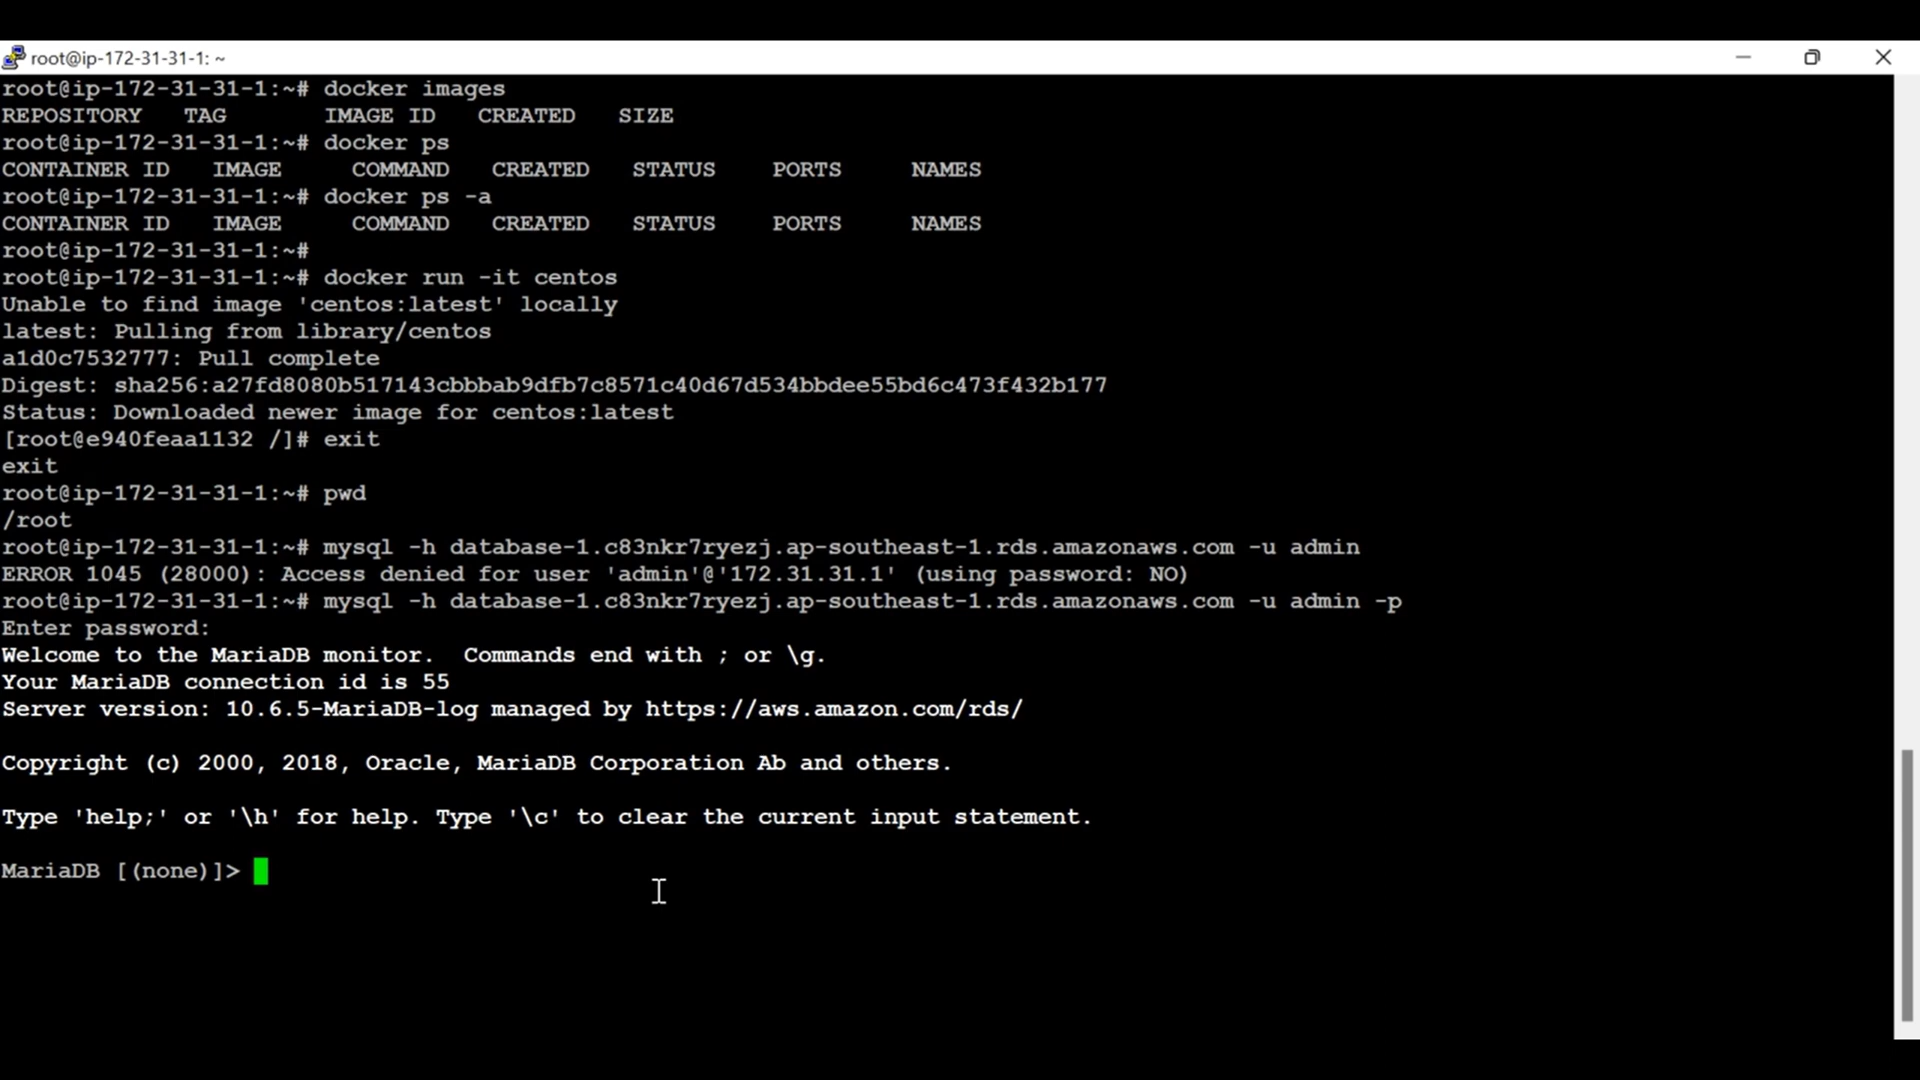 root@ip-172-31-31-1: ~
root@ip-172-31-31-1:~# docker images
REPOSITORY   TAG       IMAGE ID   CREATED   SIZE
root@ip-172-31-31-1:~# docker ps
CONTAINER ID   IMAGE     COMMAND   CREATED   STATUS    PORTS     NAMES
root@ip-172-31-31-1:~# docker ps -a
CONTAINER ID   IMAGE     COMMAND   CREATED   STATUS    PORTS     NAMES
root@ip-172-31-31-1:~#
root@ip-172-31-31-1:~# docker run -it centos
Unable to find image 'centos:latest' locally
latest: Pulling from library/centos
a1d0c7532777: Pull complete
Digest: sha256:a27fd8080b517143cbbbab9dfb7c8571c40d67d534bbdee55bd6c473f432b177
Status: Downloaded newer image for centos:latest
[root@e940feaa1132 /]# exit
exit
root@ip-172-31-31-1:~# pwd
/root
root@ip-172-31-31-1:~# mysql -h database-1.c83nkr7ryezj.ap-southeast-1.rds.amazonaws.com -u admin
ERROR 1045 (28000): Access denied for user 'admin'@'172.31.31.1' (using password: NO)
root@ip-172-31-31-1:~# mysql -h database-1.c83nkr7ryezj.ap-southeast-1.rds.amazonaws.com -u admin -p
Enter password:
Welcome to the MariaDB monitor.  Commands end with ; or \g.
Your MariaDB connection id is 55
Server version: 10.6.5-MariaDB-log managed by https://aws.amazon.com/rds/
Copyright (c) 2000, 2018, Oracle, MariaDB Corporation Ab and others.
Type 'help;' or '\h' for help. Type '\c' to clear the current input statement.
MariaDB [(none)]>